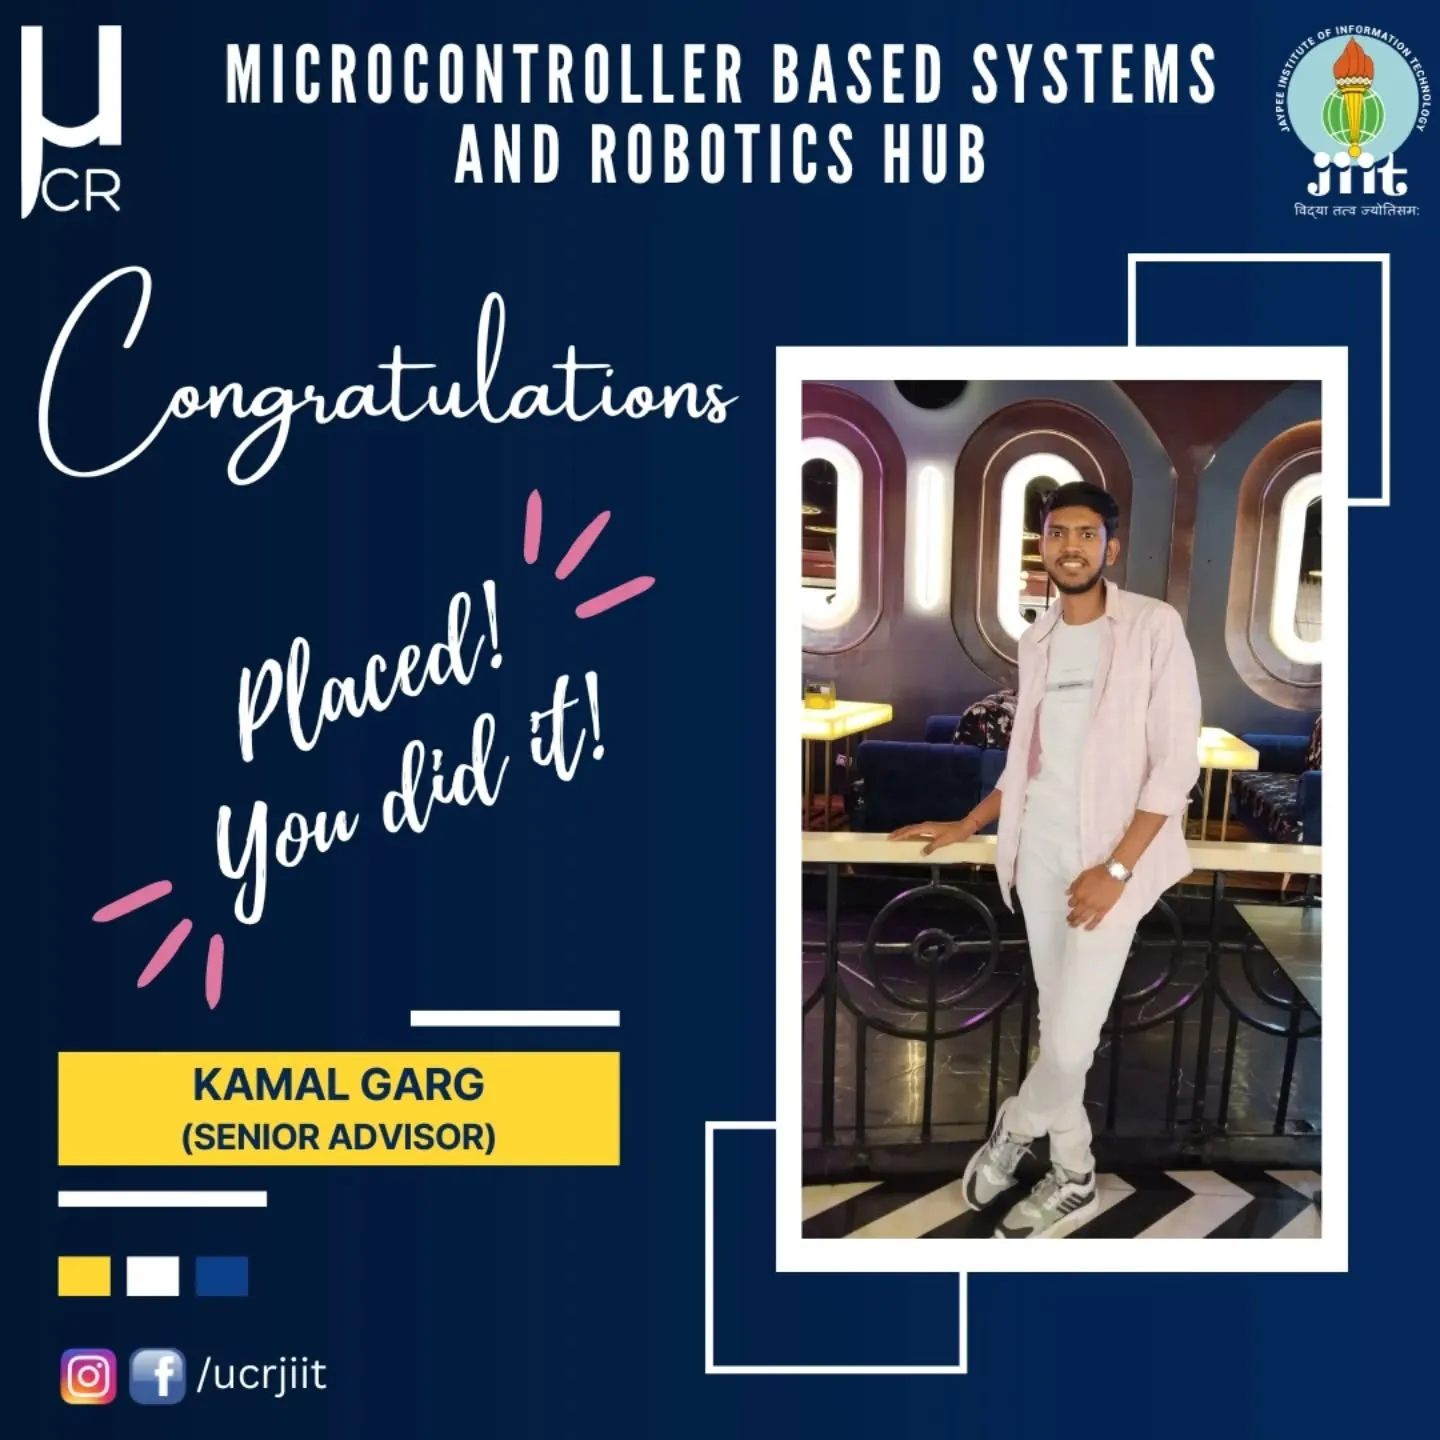 μCR
MICROCONTROLLER BASED SYSTEMS
AND ROBOTICS HUB
JAYPEE INSTITUTE OF INFORMATION TECHNOLOGY
jiit
विद्या तत्व ज्योतिसमः
Congratulations
Placed!
You did it!
KAMAL GARG
(SENIOR ADVISOR)
/ucrjiit